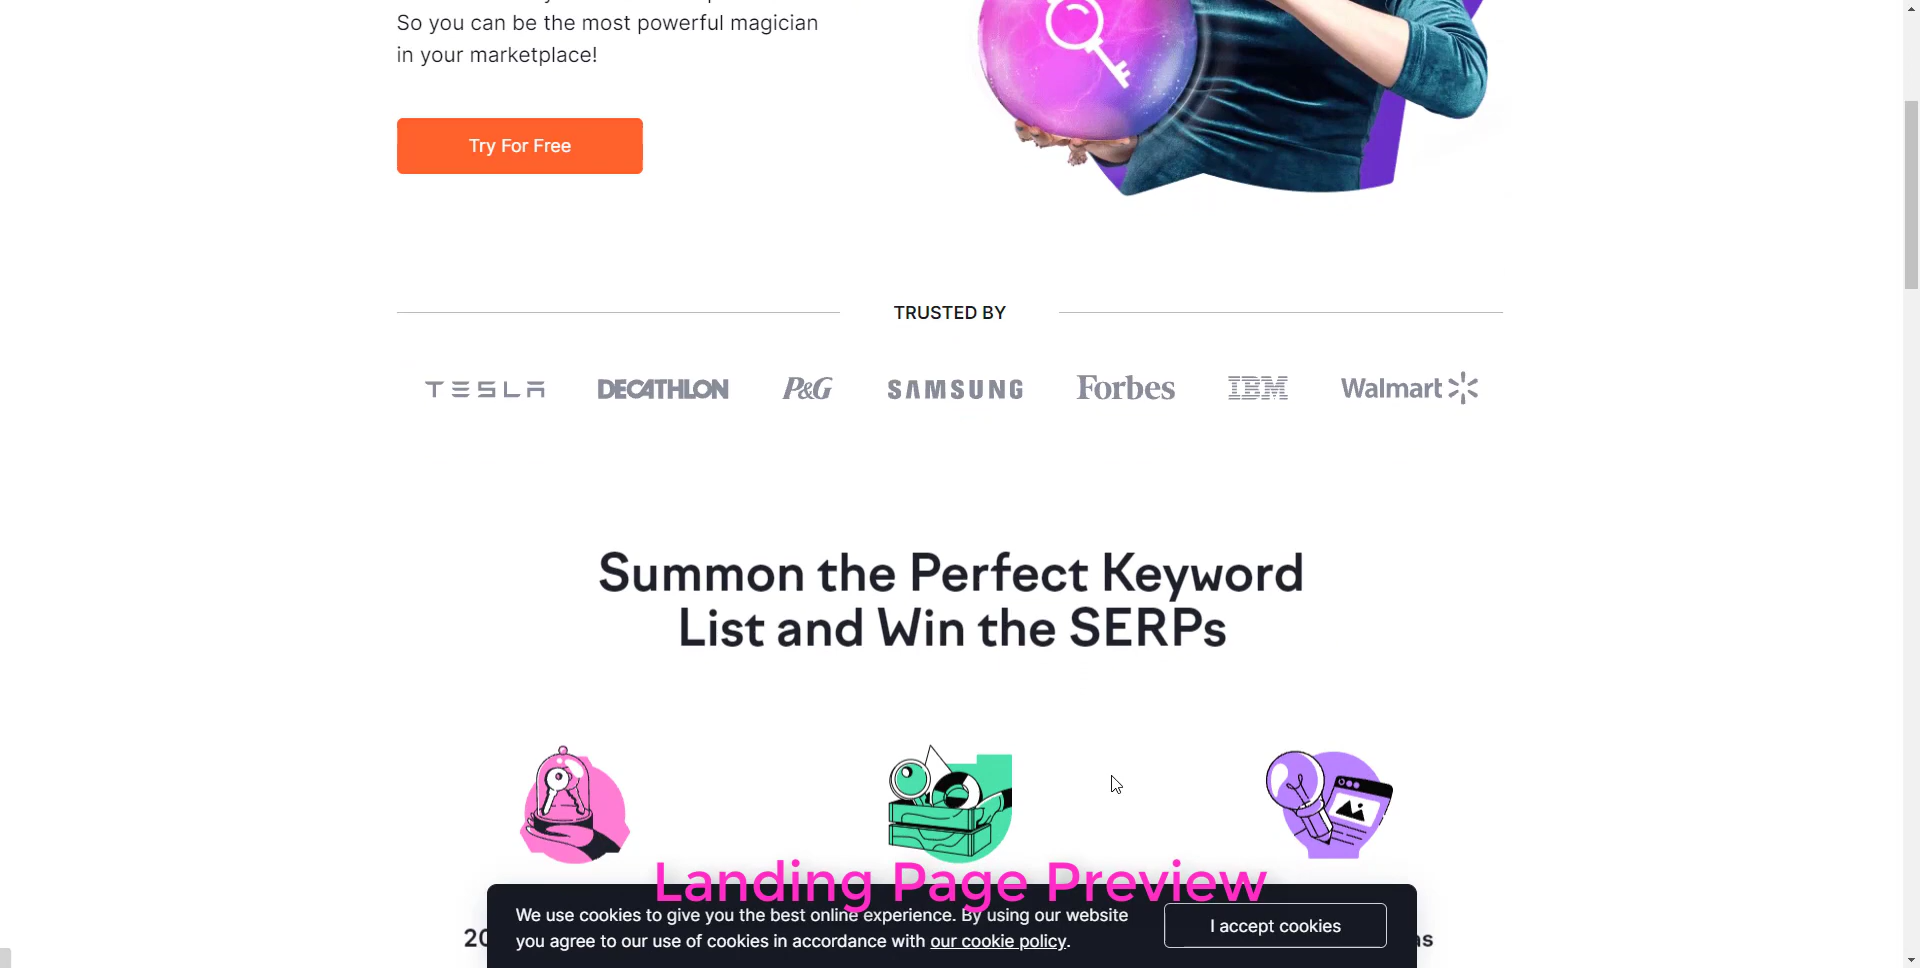 So you can be the most powerful magician
in your marketplace!
Try For Free
TRUSTED BY
TESLA DECATHLON P&G SAMSUNG Forbes IBM Walmart
Summon the Perfect Keyword
List and Win the SERPs
Landing Page Preview
We use cookies to give you the best online experience. By using our website
you agree to our use of cookies in accordance with our cookie policy.
I accept cookies